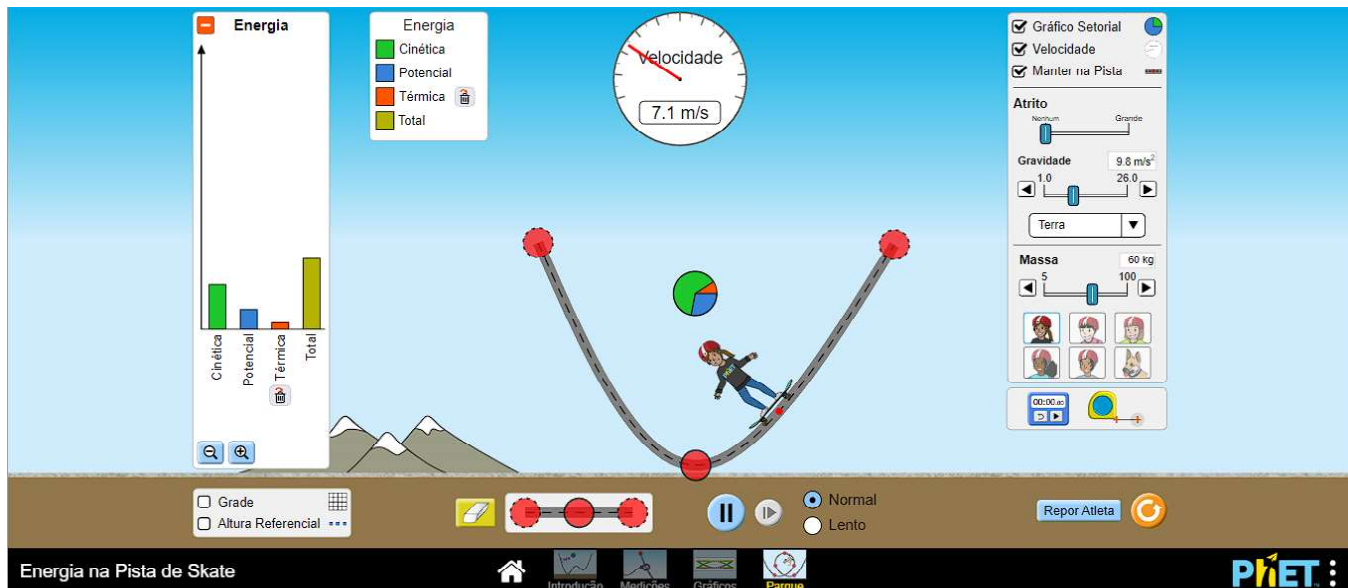 Energia
Cinética
Potencial
Térmica
Total
Energia
Cinética
Potencial
Térmica
Total
Velocidade
7.1 m/s
Gráfico Setorial
Velocidade
Manter na Pista
Atrito
Nenhum
Grande
Gravidade
9.8 m/s²
1.0
26.0
Terra
Massa
60 kg
5
100
00:00.00
PhET
Grade
Altura Referencial
Normal
Lento
Repor Atleta
Energia na Pista de Skate
Introdução
Medições
Gráficos
Parque
PhET